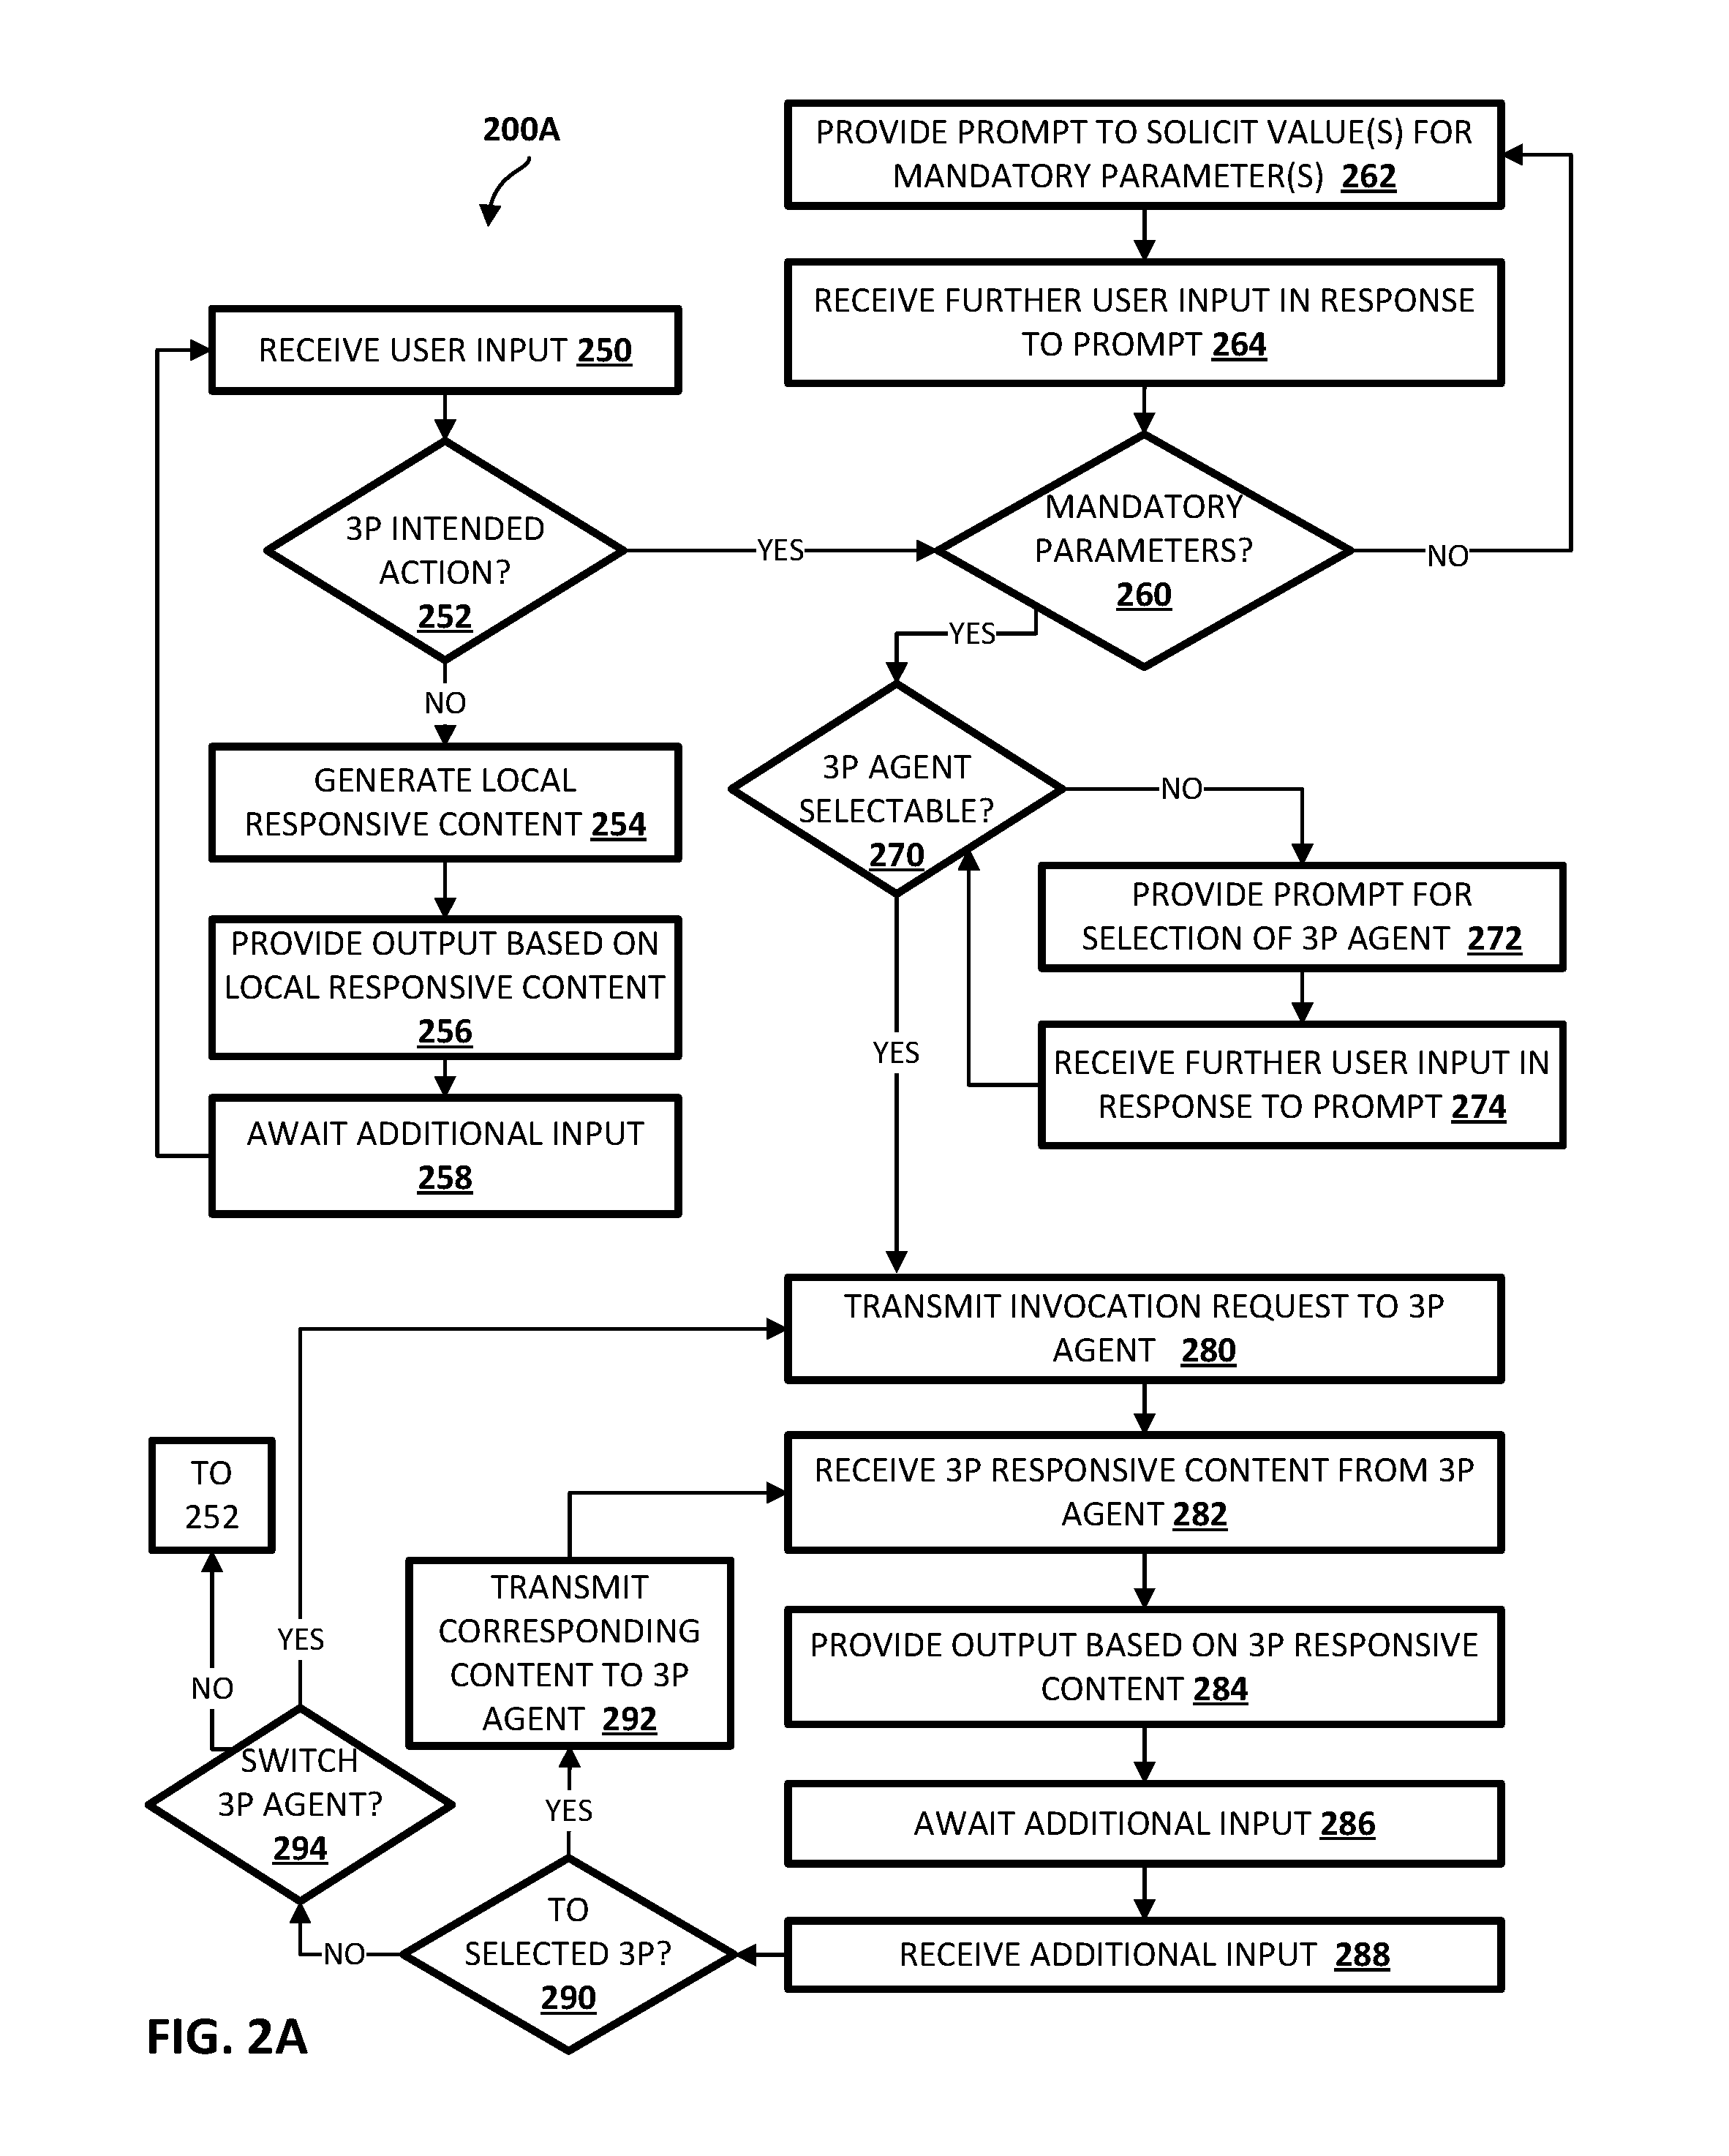 200A
PROVIDE PROMPT TO SOLICIT VALUE(S) FOR
MANDATORY PARAMETER(S) 262
RECEIVE FURTHER USER INPUT IN RESPONSE
TO PROMPT 264
RECEIVE USER INPUT 250
3P INTENDED
ACTION?
252
YES
MANDATORY
PARAMETERS?
260
NO
YES
NO
GENERATE LOCAL
RESPONSIVE CONTENT 254
PROVIDE OUTPUT BASED ON
LOCAL RESPONSIVE CONTENT
256
AWAIT ADDITIONAL INPUT
258
3P AGENT
SELECTABLE?
270
NO
PROVIDE PROMPT FOR
SELECTION OF 3P AGENT 272
RECEIVE FURTHER USER INPUT IN
RESPONSE TO PROMPT 274
YES
TRANSMIT INVOCATION REQUEST TO 3P
AGENT 280
RECEIVE 3P RESPONSIVE CONTENT FROM 3P
AGENT 282
PROVIDE OUTPUT BASED ON 3P RESPONSIVE
CONTENT 284
AWAIT ADDITIONAL INPUT 286
RECEIVE ADDITIONAL INPUT 288
TO
SELECTED 3P?
290
YES
TRANSMIT
CORRESPONDING
CONTENT TO 3P
AGENT 292
NO
SWITCH
3P AGENT?
294
YES
NO
TO
252
FIG. 2A